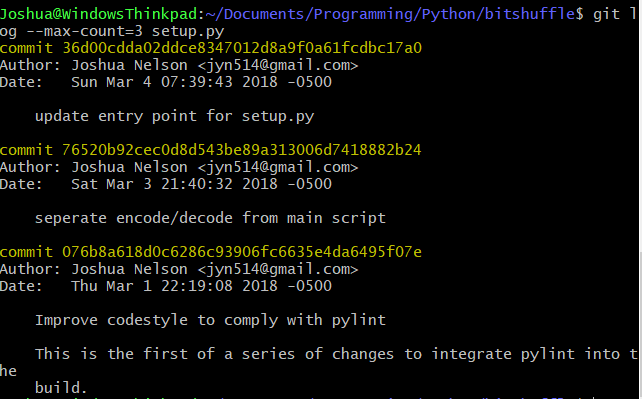 Joshua@WindowsThinkpad:~/Documents/Programming/Python/bitshuffle$ git l
og --max-count=3 setup.py
commit 36d00cdda02ddce8347012d8a9f0a61fcdbc17a0
Author: Joshua Nelson <jyn514@gmail.com>
Date:   Sun Mar 4 07:39:43 2018 -0500
    update entry point for setup.py
commit 76520b92cec0d8d543be89a313006d7418882b24
Author: Joshua Nelson <jyn514@gmail.com>
Date:   Sat Mar 3 21:40:32 2018 -0500
    seperate encode/decode from main script
commit 076b8a618d0c6286c93906fc6635e4da6495f07e
Author: Joshua Nelson <jyn514@gmail.com>
Date:   Thu Mar 1 22:19:08 2018 -0500
    Improve codestyle to comply with pylint
    This is the first of a series of changes to integrate pylint into t
he
    build.